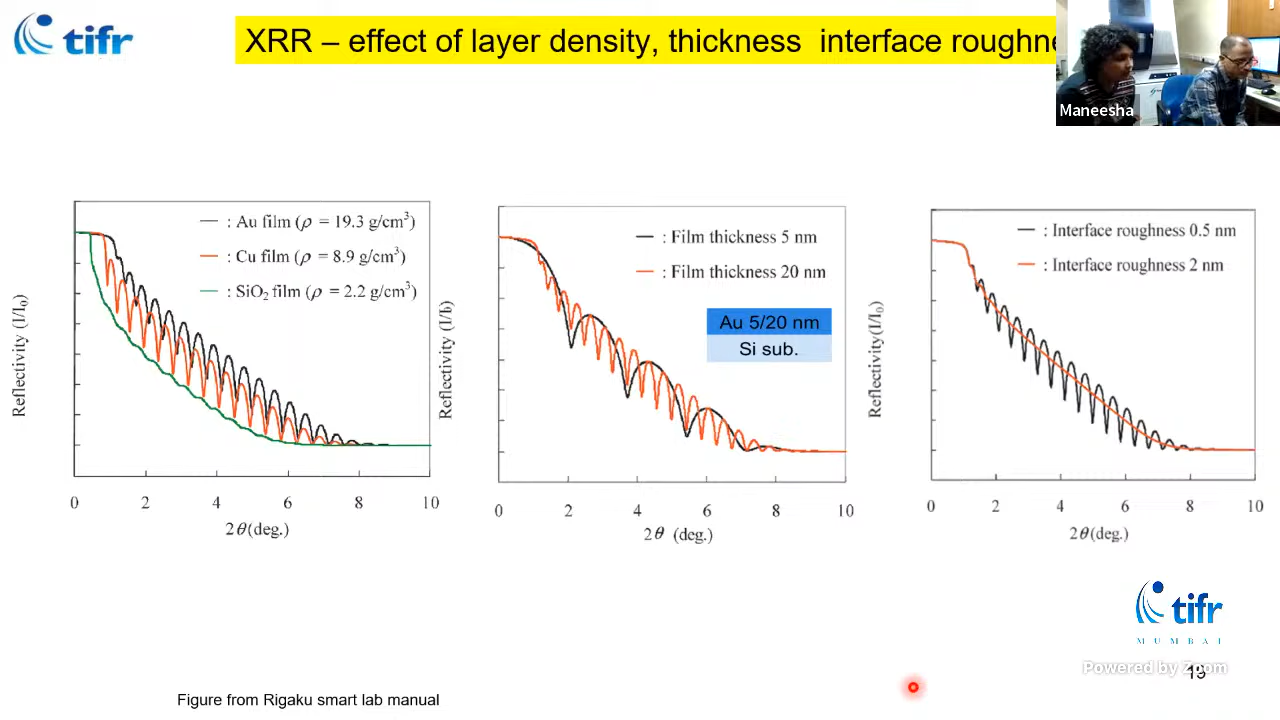 tifr
XRR – effect of layer density, thickness interface roughne
Maneesha
: Au film (ρ = 19.3 g/cm³)
: Cu film (ρ = 8.9 g/cm³)
: SiO₂ film (ρ = 2.2 g/cm³)
Reflectivity (I/I₀)
0 2 4 6 8 10
2θ(deg.)
: Film thickness 5 nm
: Film thickness 20 nm
Au 5/20 nm
Si sub.
Reflectivity (I/I₀)
0 2 4 6 8 10
2θ (deg.)
: Interface roughness 0.5 nm
: Interface roughness 2 nm
Reflectivity(I/I₀)
0 2 4 6 8 10
2θ(deg.)
tifr
MUMBAI
Powered by Zoom
19
Figure from Rigaku smart lab manual